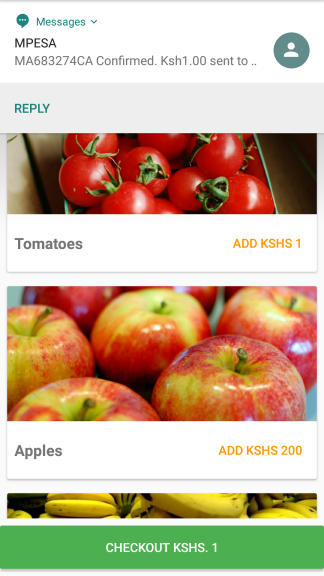 Messages
MPESA
MA683274CA Confirmed. Ksh1.00 sent to ..
REPLY
Tomatoes
ADD KSHS 1
Apples
ADD KSHS 200
CHECKOUT KSHS. 1